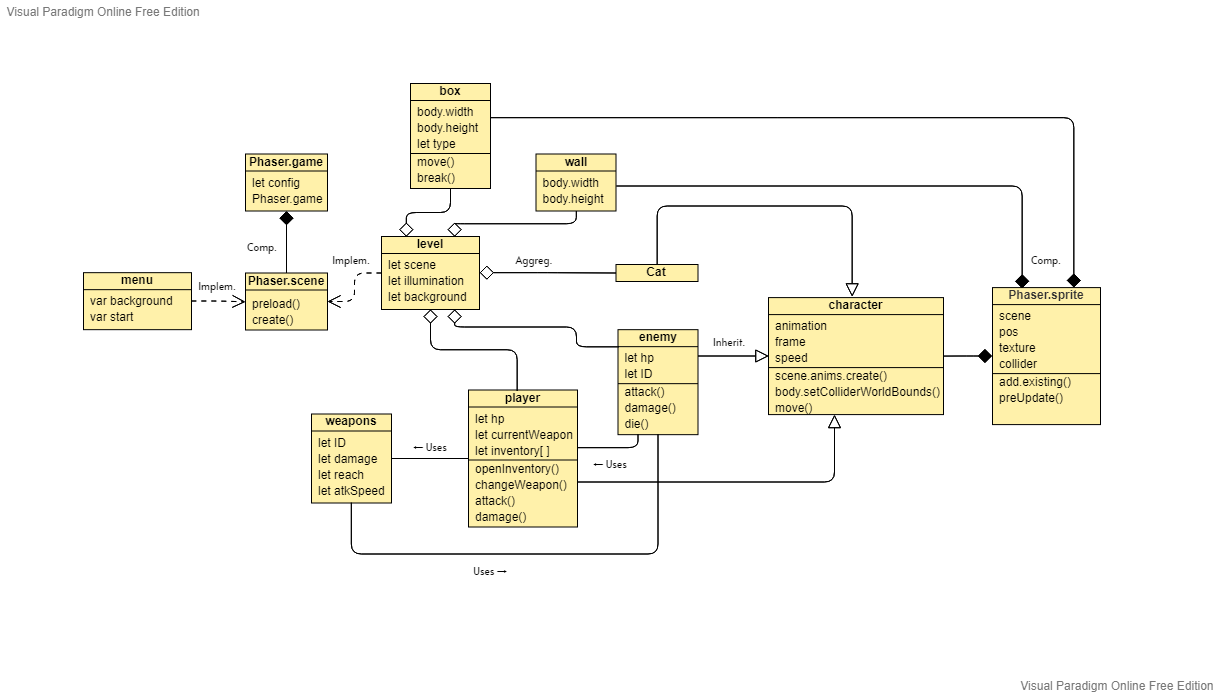 Visual Paradigm Online Free Edition
box
body.width
body.height
let type
move()
break()
Phaser.game
let config
Phaser.game
wall
body.width
body.height
Comp.
level
let scene
let illumination
let background
Implem.
Aggreg.
Cat
Comp.
menu
var background
var start
Implem.
Phaser.scene
preload()
create()
Phaser.sprite
scene
pos
texture
collider
add.existing()
preUpdate()
character
animation
frame
speed
scene.anims.create()
body.setColliderWorldBounds()
move()
enemy
let hp
let ID
attack()
damage()
die()
Inherit.
player
let hp
let currentWeapon
let inventory[ ]
openInventory()
changeWeapon()
attack()
damage()
weapons
let ID
let damage
let reach
let atkSpeed
← Uses
← Uses
Uses →
Visual Paradigm Online Free Edition